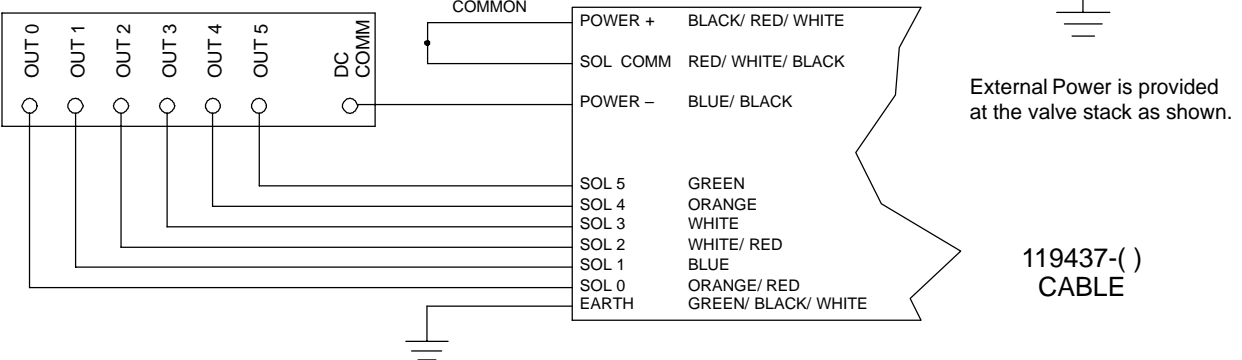 COMMON
OUT 0
OUT 1
OUT 2
OUT 3
OUT 4
OUT 5
DC
COMM
POWER + BLACK/ RED/ WHITE
SOL COMM RED/ WHITE/ BLACK
POWER – BLUE/ BLACK
SOL 5 GREEN
SOL 4 ORANGE
SOL 3 WHITE
SOL 2 WHITE/ RED
SOL 1 BLUE
SOL 0 ORANGE/ RED
EARTH GREEN/ BLACK/ WHITE
External Power is provided
at the valve stack as shown.
119437-( )
CABLE